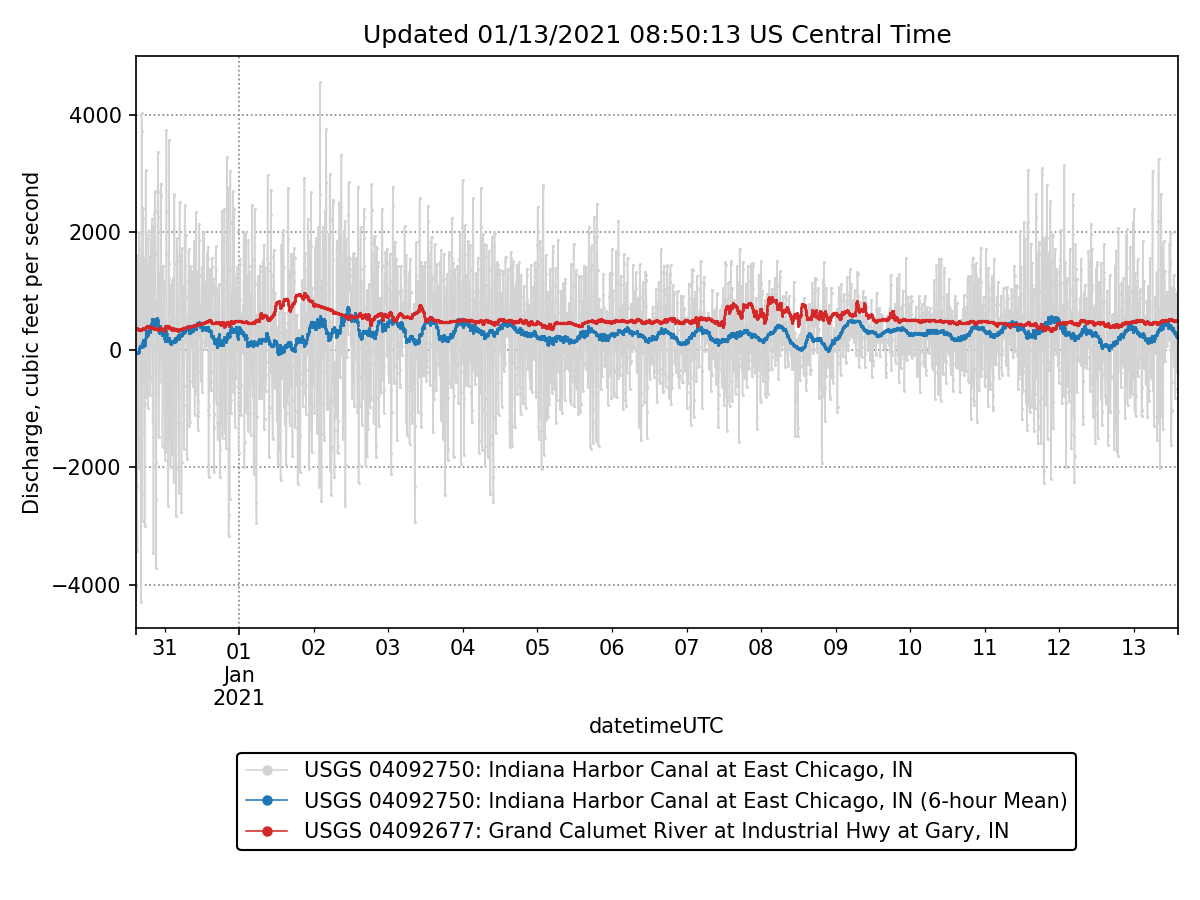 Updated 01/13/2021 08:50:13 US Central Time
Discharge, cubic feet per second
4000
2000
0
−2000
−4000
31 01 02 03 04 05 06 07 08 09 10 11 12 13
Jan
2021
datetimeUTC
USGS 04092750: Indiana Harbor Canal at East Chicago, IN
USGS 04092750: Indiana Harbor Canal at East Chicago, IN (6-hour Mean)
USGS 04092677: Grand Calumet River at Industrial Hwy at Gary, IN